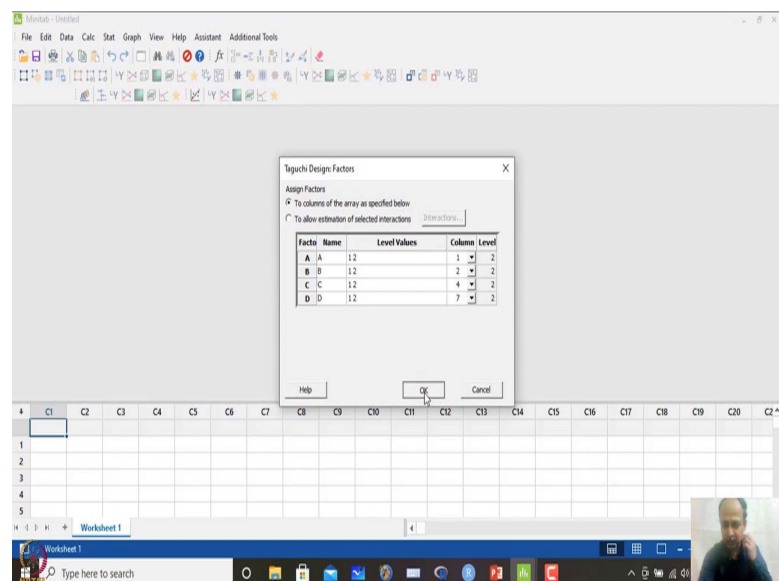 Minitab - Untitled
File Edit Data Calc Stat Graph View Help Assistant Additional Tools
Taguchi Design: Factors X
Assign Factors
To columns of the array as specified below
To allow estimation of selected interactions Interactions...
Facto Name Level Values Column Level
A A 1 2 1 2
B B 1 2 2 2
C C 1 2 4 2
D D 1 2 7 2
Help OK Cancel
C1 C2 C3 C4 C5 C6 C7 C8 C9 C10 C11 C12 C13 C14 C15 C16 C17 C18 C19 C20 C2
1
2
3
4
5
Worksheet 1
Worksheet 1
Type here to search